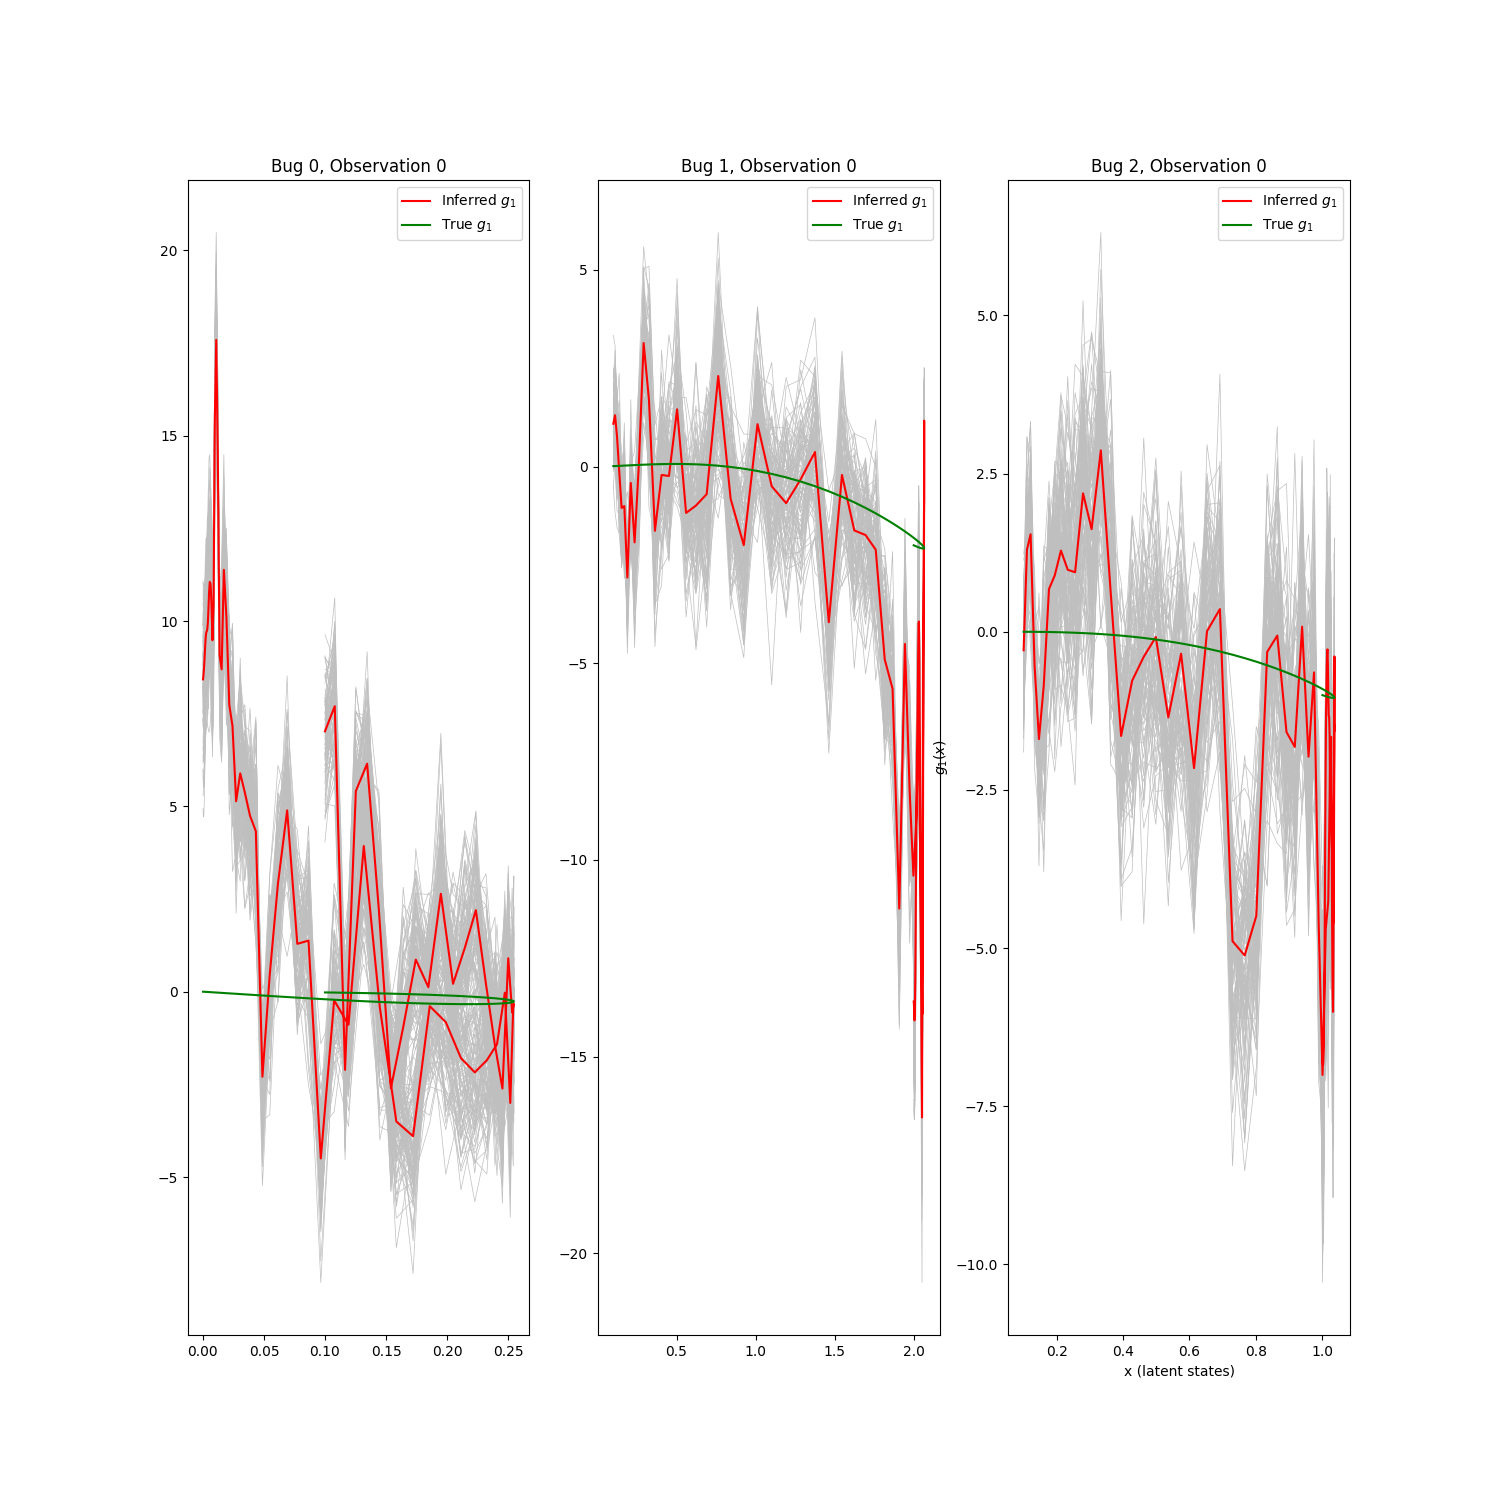 Bug 0, Observation 0
Inferred g₁
True g₁
20
15
10
5
0
−5
0.00 0.05 0.10 0.15 0.20 0.25
Bug 1, Observation 0
Inferred g₁
True g₁
5
0
−5
−10
−15
−20
0.5 1.0 1.5 2.0
Bug 2, Observation 0
Inferred g₁
True g₁
g₁(x)
5.0
2.5
0.0
−2.5
−5.0
−7.5
−10.0
0.2 0.4 0.6 0.8 1.0
x (latent states)